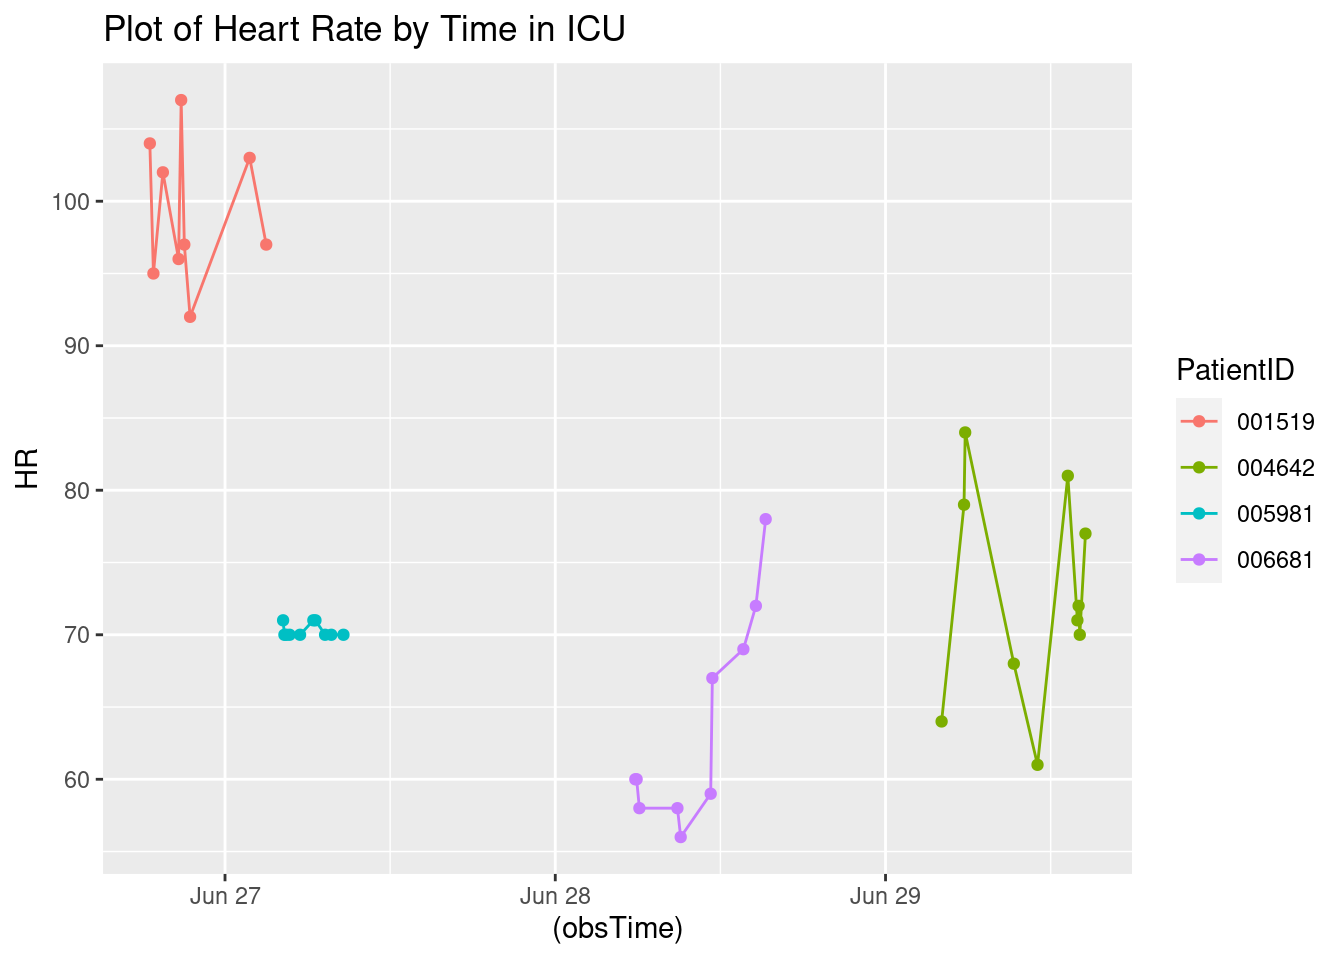 Plot of Heart Rate by Time in ICU
HR
100
90
80
70
60
Jun 27
Jun 28
Jun 29
(obsTime)
PatientID
001519
004642
005981
006681